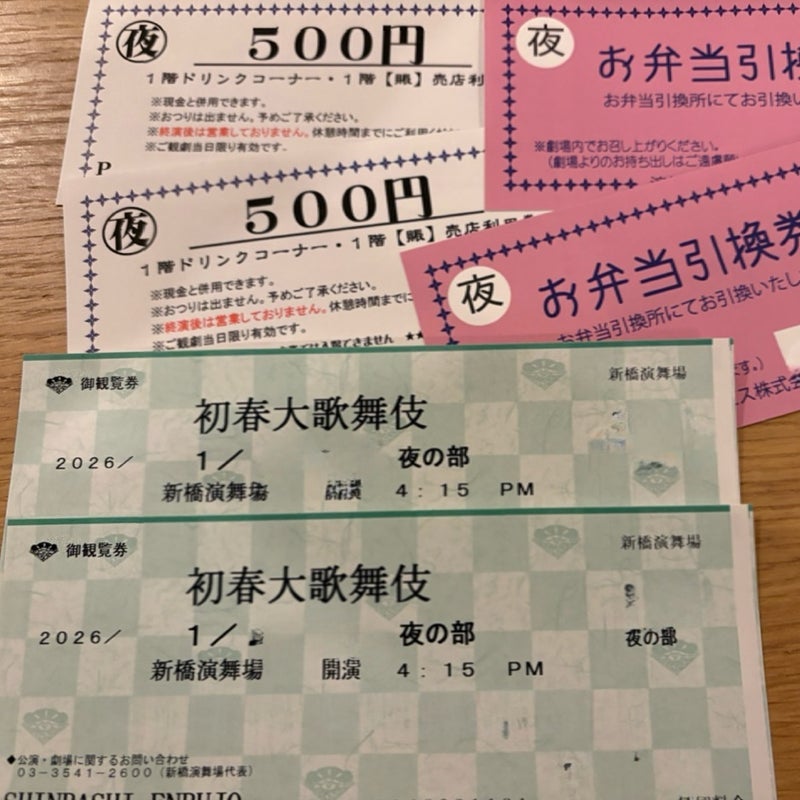 夜
500円
1階ドリンクコーナー・1階【賑】売店利
※現金と併用できます。
※おつりは出ません。予めご了承ください。
※終演後は営業しておりません。休憩時間までにご利用くだ
※ご観劇当日限り有効です。
P
夜
お弁当引換
お弁当引換所にてお引換い
※劇場内でお召し上がりください。
(劇場よりのお持ち出しはご遠慮願
夜
500円
1階ドリンクコーナー・1階【賑】売店利用
※現金と併用できます。
※おつりは出ません。予めご了承ください。
※終演後は営業しておりません。休憩時間までに
※ご観劇当日限り有効です。
夜
お弁当引換券
お弁当引換所にてお引換いたし
す。)
ス株式会
御観覧券
新橋演舞場
初春大歌舞伎
2026/ 1/ 夜の部
新橋演舞場 4:15 PM
御観覧券
新橋演舞場
初春大歌舞伎
2026/ 1/ 夜の部 夜の部
新橋演舞場 開演 4:15 PM
◆公演・劇場に関するお問い合わせ
03-3541-2600(新橋演舞場代表)
SHINBASHI ENBUJO